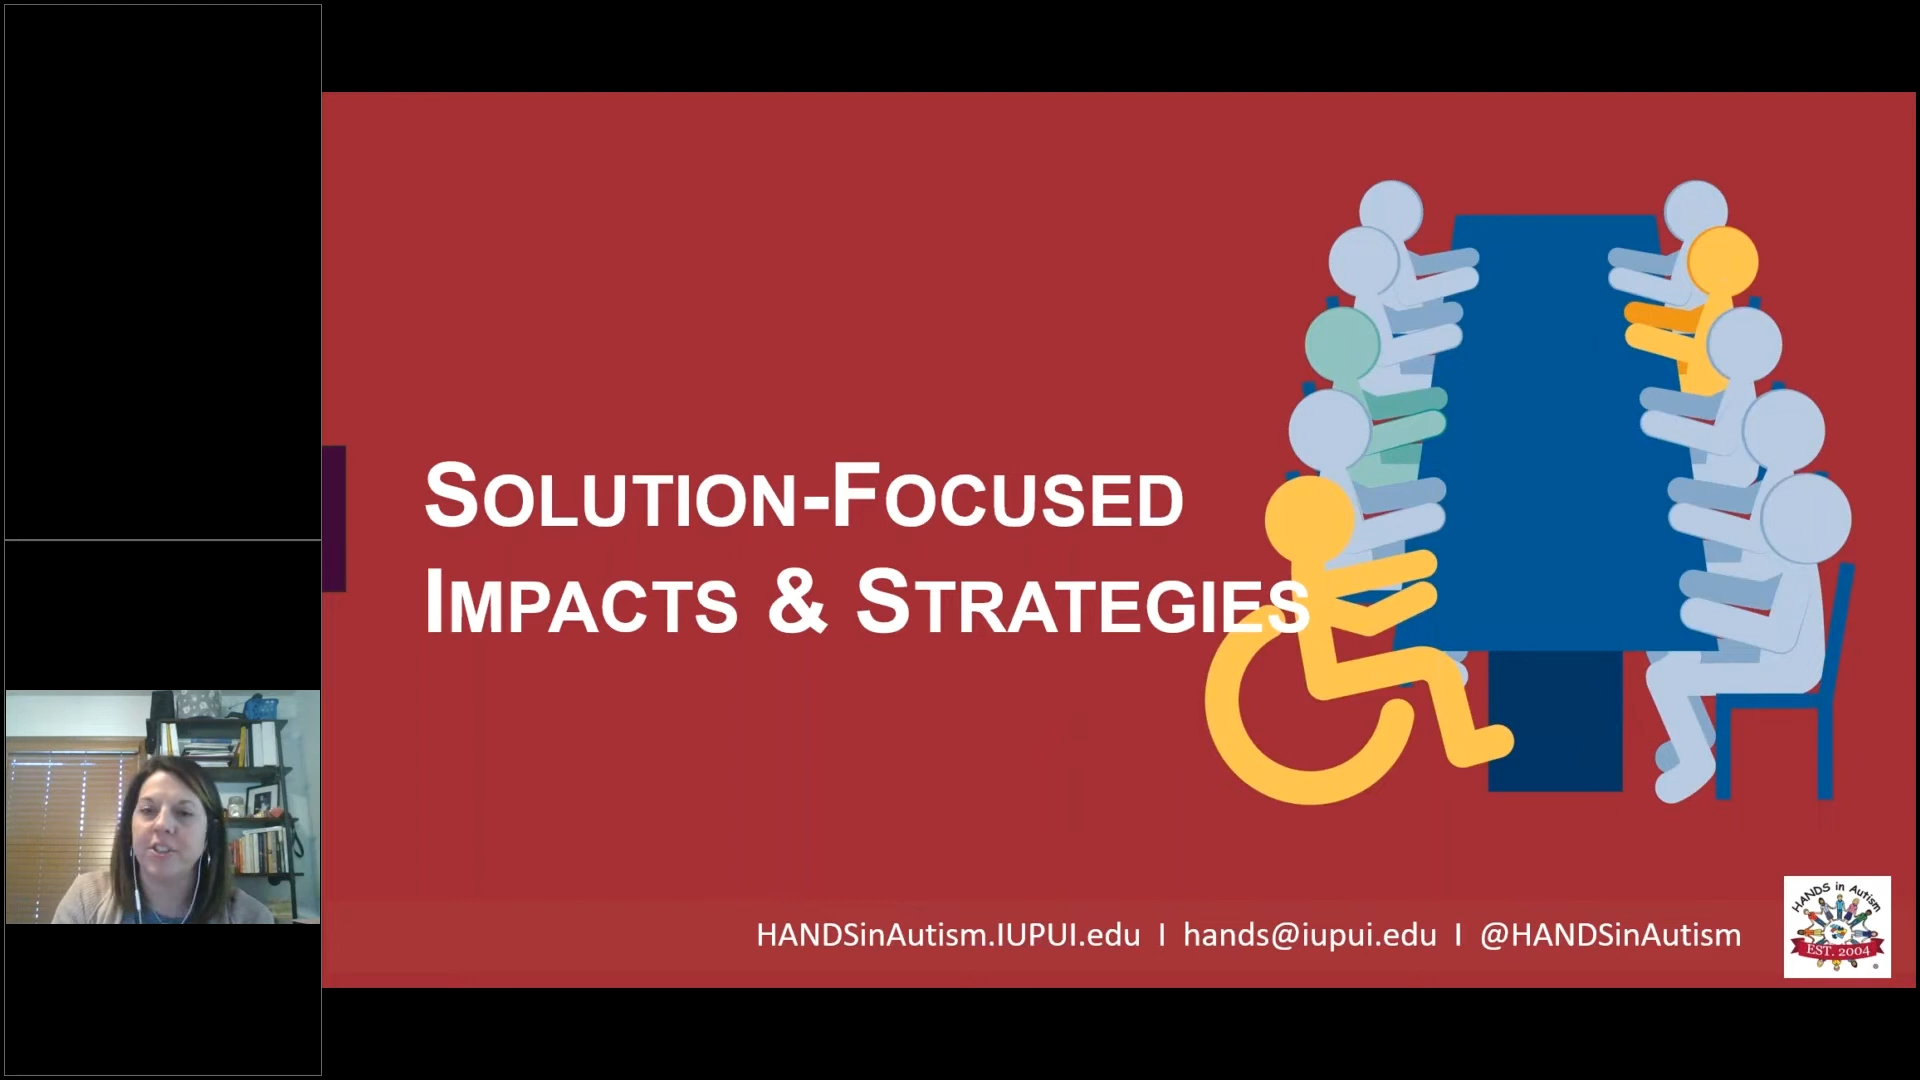 SOLUTION-FOCUSED
IMPACTS & STRATEGIES
HANDSinAutism.IUPUI.edu I hands@iupui.edu I @HANDSinAutism
HANDS in Autism
EST. 2004
®